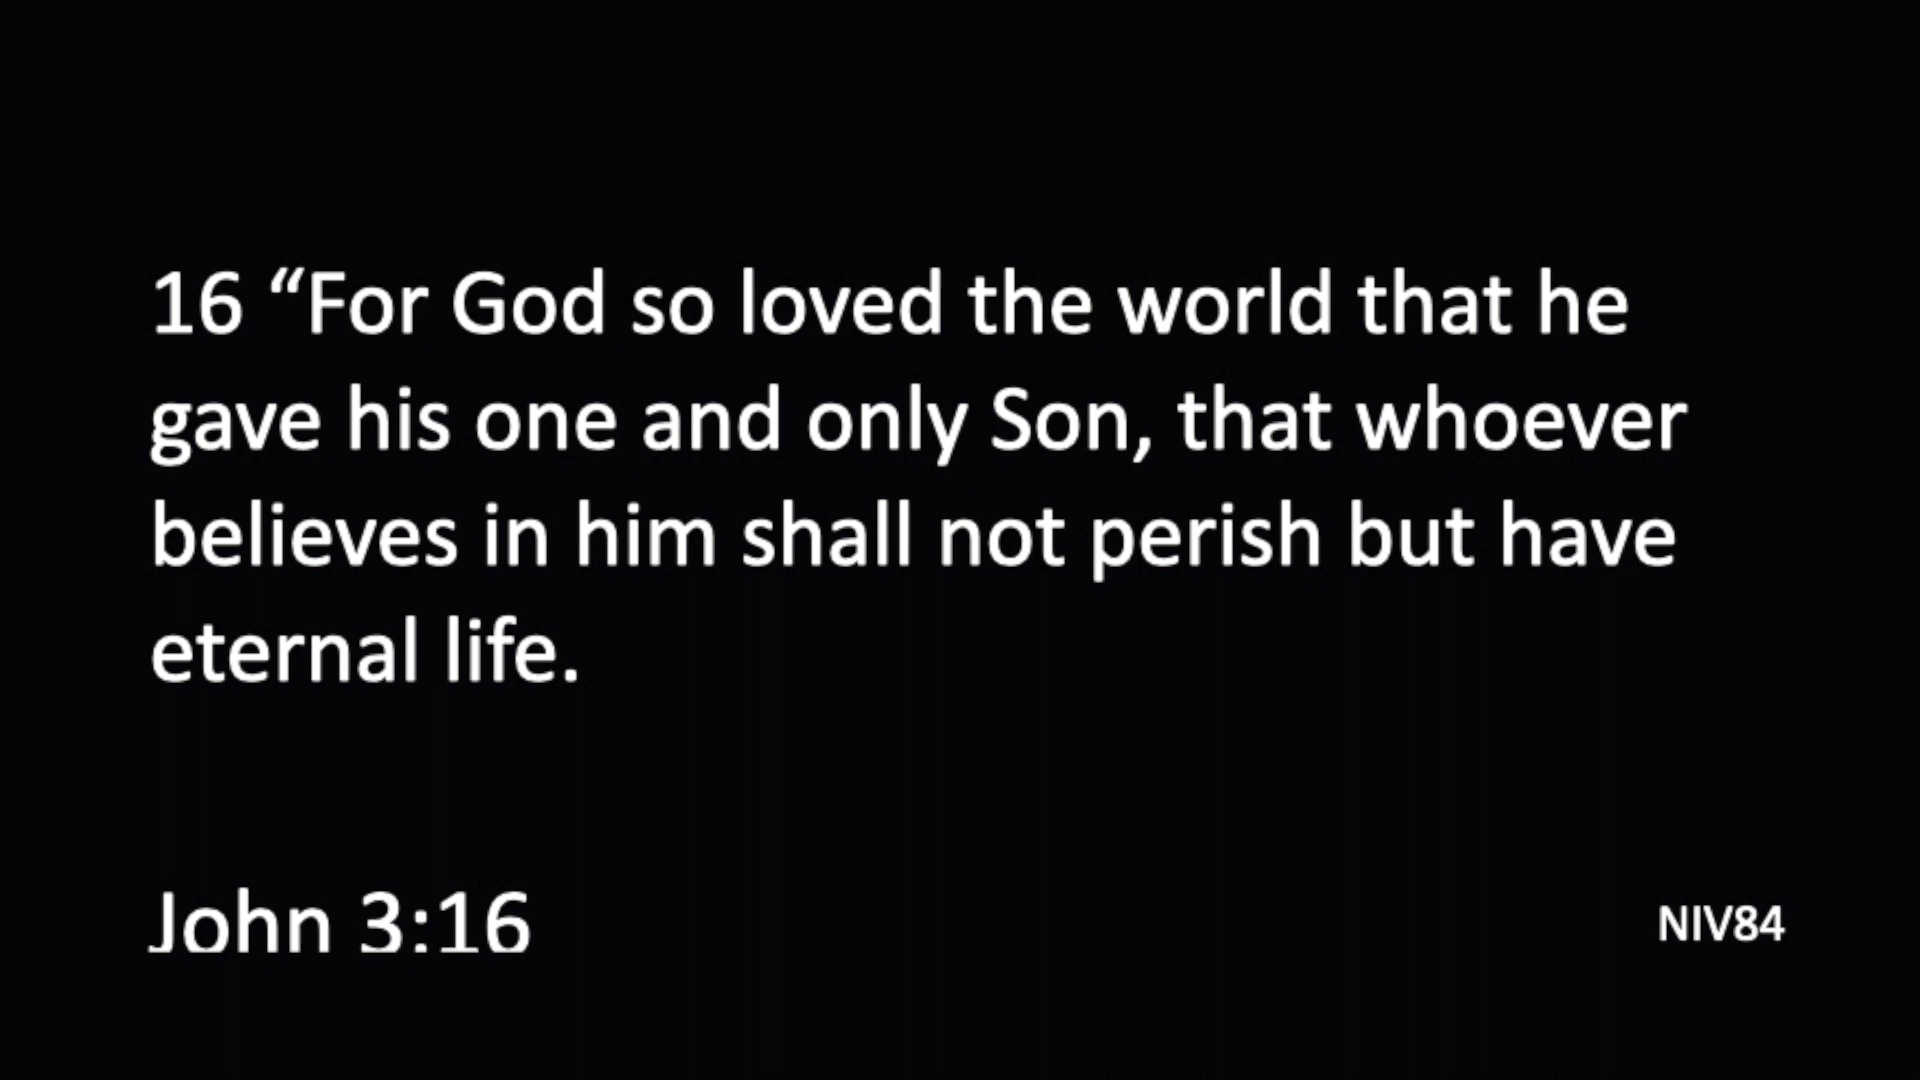 16 “For God so loved the world that he
gave his one and only Son, that whoever
believes in him shall not perish but have
eternal life.
John 3:16
NIV84